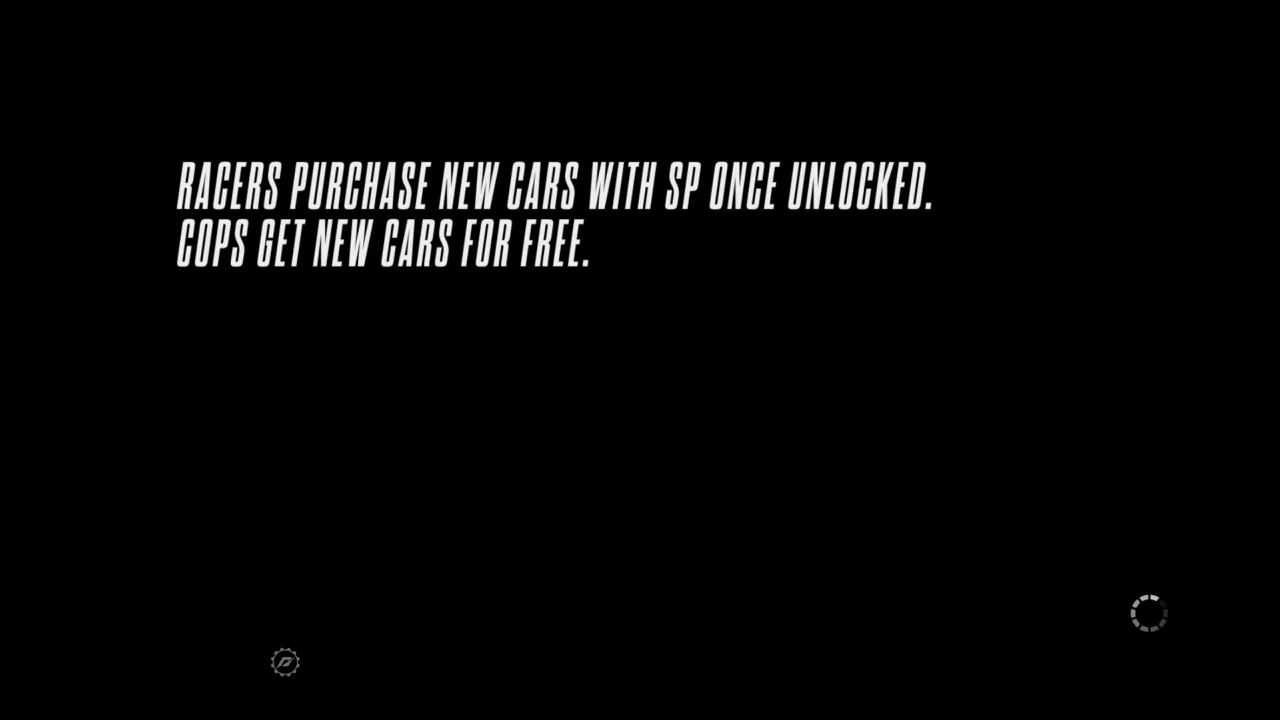 RACERS PURCHASE NEW CARS WITH SP ONCE UNLOCKED.
COPS GET NEW CARS FOR FREE.